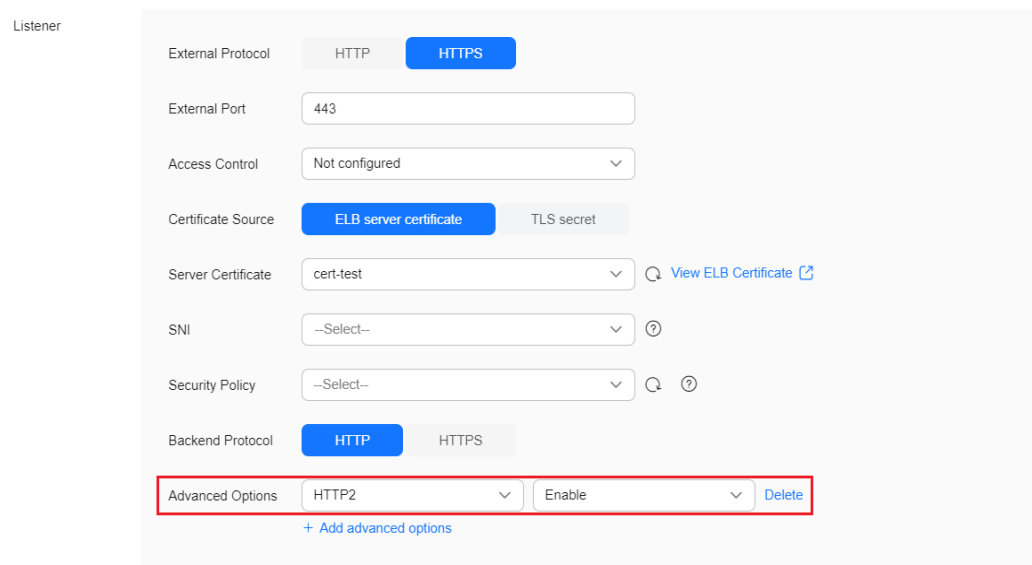 Listener
External Protocol HTTP HTTPS
External Port 443
Access Control Not configured
Certificate Source ELB server certificate TLS secret
Server Certificate cert-test View ELB Certificate
SNI --Select-- ?
Security Policy --Select-- ?
Backend Protocol HTTP HTTPS
Advanced Options HTTP2 Enable Delete
+ Add advanced options